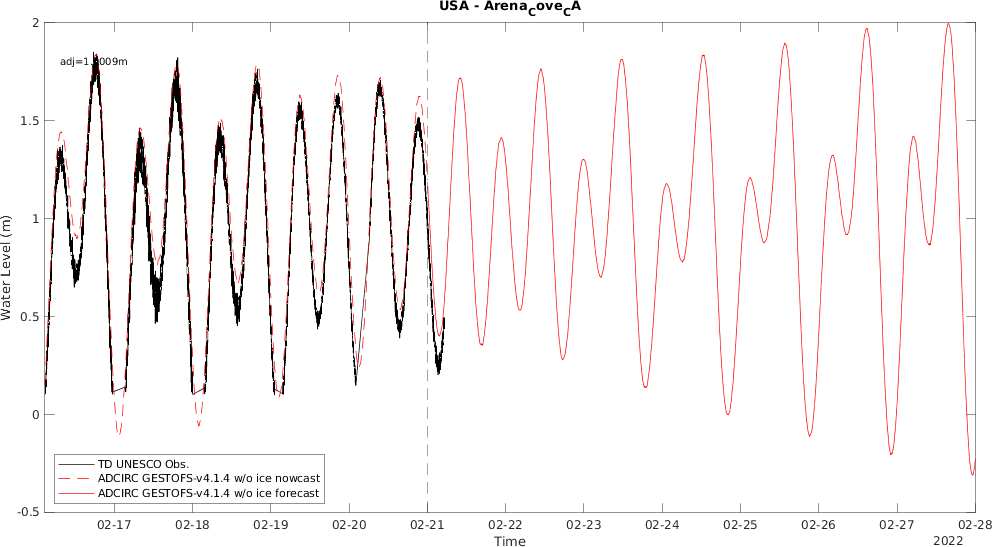 USA - ArenaCoveCA
adj=1.8009m
2
1.5
1
0.5
0
-0.5
Water Level (m)
TD UNESCO Obs.
ADCIRC GESTOFS-v4.1.4 w/o ice nowcast
ADCIRC GESTOFS-v4.1.4 w/o ice forecast
02-17 02-18 02-19 02-20 02-21 02-22 02-23 02-24 02-25 02-26 02-27 02-28
Time
2022